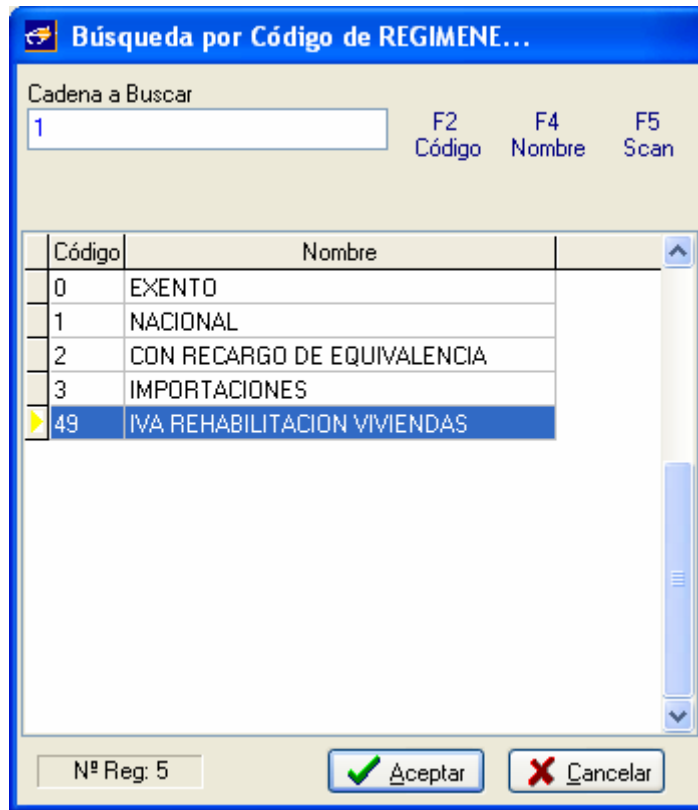 Búsqueda por Código de REGIMENE...
Cadena a Buscar
1
F2 F4 F5
Código Nombre Scan
Código Nombre
0 EXENTO
1 NACIONAL
2 CON RECARGO DE EQUIVALENCIA
3 IMPORTACIONES
49 IVA REHABILITACION VIVIENDAS
Nº Reg: 5 Aceptar Cancelar